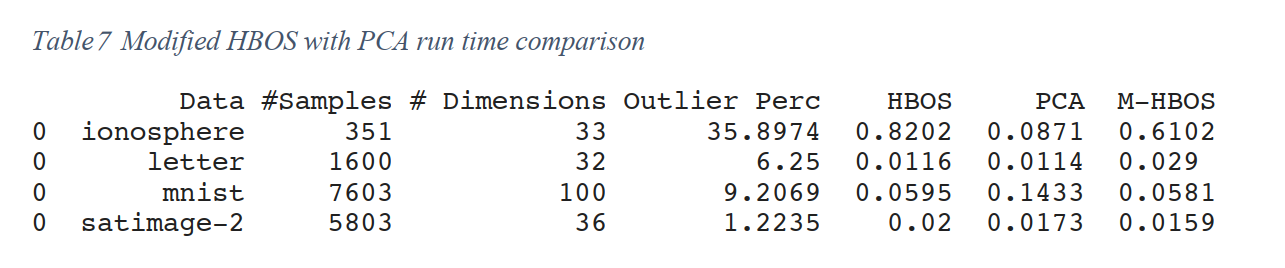 Table 7 Modified HBOS with PCA run time comparison
Data #Samples # Dimensions Outlier Perc HBOS PCA M-HBOS
0 ionosphere 351 33 35.8974 0.8202 0.0871 0.6102
0 letter 1600 32 6.25 0.0116 0.0114 0.029
0 mnist 7603 100 9.2069 0.0595 0.1433 0.0581
0 satimage-2 5803 36 1.2235 0.02 0.0173 0.0159